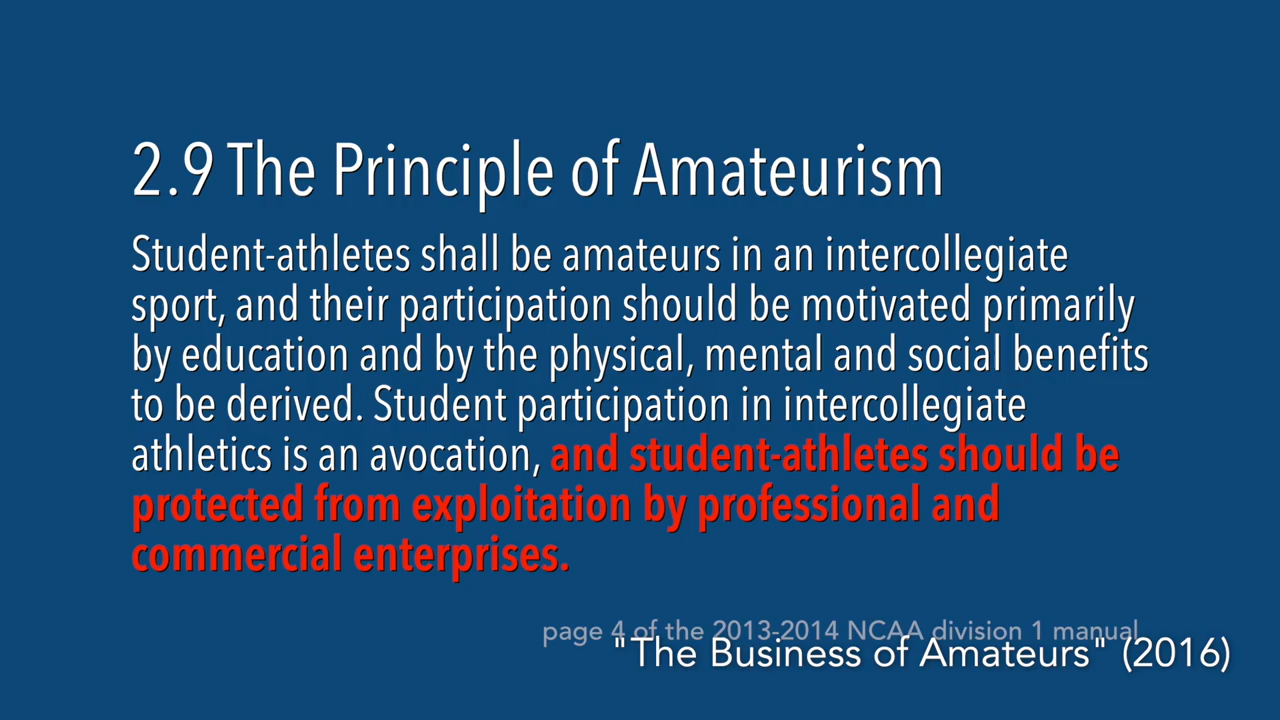 2.9 The Principle of Amateurism
Student-athletes shall be amateurs in an intercollegiate
sport, and their participation should be motivated primarily
by education and by the physical, mental and social benefits
to be derived. Student participation in intercollegiate
athletics is an avocation, and student-athletes should be
protected from exploitation by professional and
commercial enterprises.
page 4 of the 2013-2014 NCAA division 1 manual
"The Business of Amateurs" (2016)